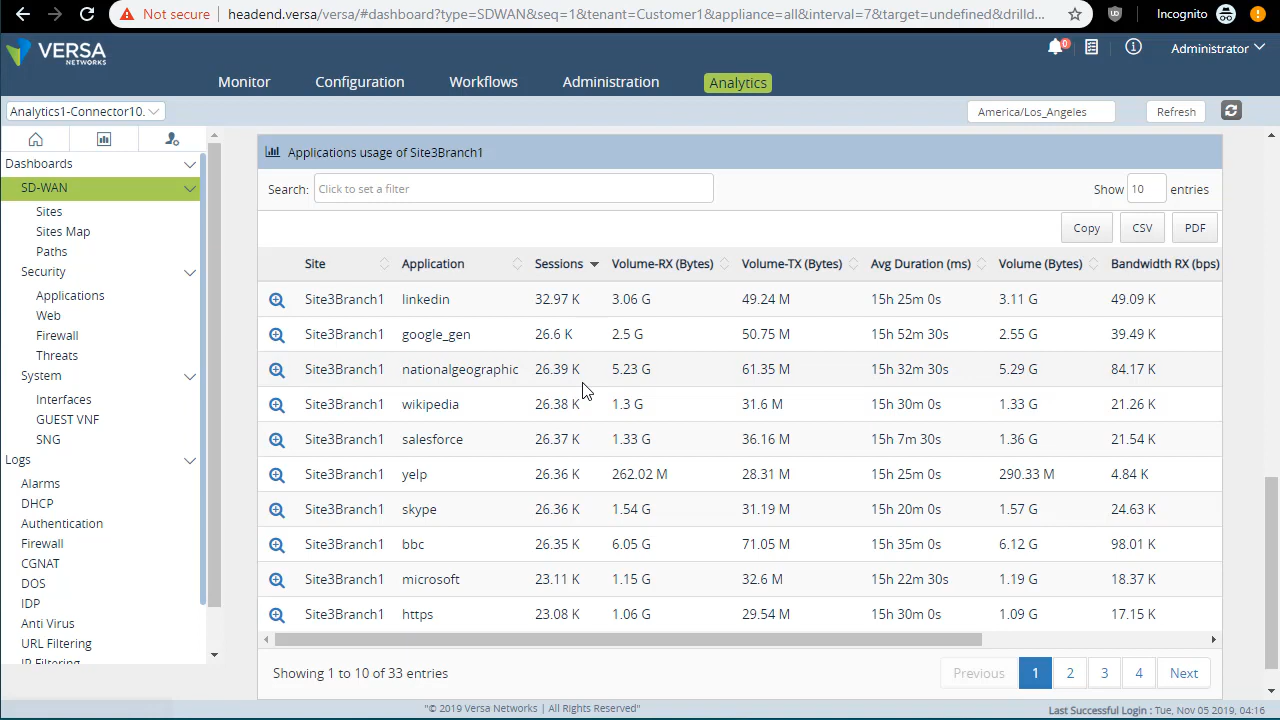 Not secure | headend.versa/versa/#dashboard?type=SDWAN&sec=1&tenant=Customer1&appliance=all&interval=7&target=undefined&drilld... Incognito
VERSA NETWORKS
0 Administrator
Monitor Configuration Workflows Administration Analytics
Analytics1-Connector10. America/Los_Angeles Refresh
Dashboards
SD-WAN
Sites
Sites Map
Paths
Security
Applications
Web
Firewall
Threats
System
Interfaces
GUEST VNF
SNG
Logs
Alarms
DHCP
Authentication
Firewall
CGNAT
DOS
IDP
Anti Virus
URL Filtering
IP Filtering
Applications usage of Site3Branch1
Search: Click to set a filter Show 10 entries
Copy CSV PDF
Site Application Sessions Volume-RX (Bytes) Volume-TX (Bytes) Avg Duration (ms) Volume (Bytes) Bandwidth RX (bps)
Site3Branch1 linkedin 32.97 K 3.06 G 49.24 M 15h 25m 0s 3.11 G 49.09 K
Site3Branch1 google_gen 26.6 K 2.5 G 50.75 M 15h 52m 30s 2.55 G 39.49 K
Site3Branch1 nationalgeographic 26.39 K 5.23 G 61.35 M 15h 32m 30s 5.29 G 84.17 K
Site3Branch1 wikipedia 26.38 K 1.3 G 31.6 M 15h 30m 0s 1.33 G 21.26 K
Site3Branch1 salesforce 26.37 K 1.33 G 36.16 M 15h 7m 30s 1.36 G 21.54 K
Site3Branch1 yelp 26.36 K 262.02 M 28.31 M 15h 25m 0s 290.33 M 4.84 K
Site3Branch1 skype 26.36 K 1.54 G 31.19 M 15h 20m 0s 1.57 G 24.63 K
Site3Branch1 bbc 26.35 K 6.05 G 71.05 M 15h 35m 0s 6.12 G 98.01 K
Site3Branch1 microsoft 23.11 K 1.15 G 32.6 M 15h 22m 30s 1.19 G 18.37 K
Site3Branch1 https 23.08 K 1.06 G 29.54 M 15h 30m 0s 1.09 G 17.15 K
Showing 1 to 10 of 33 entries Previous 1 2 3 4 Next
"© 2019 Versa Networks | All Rights Reserved" Last Successful Login : Tue, Nov 05 2019, 04:16